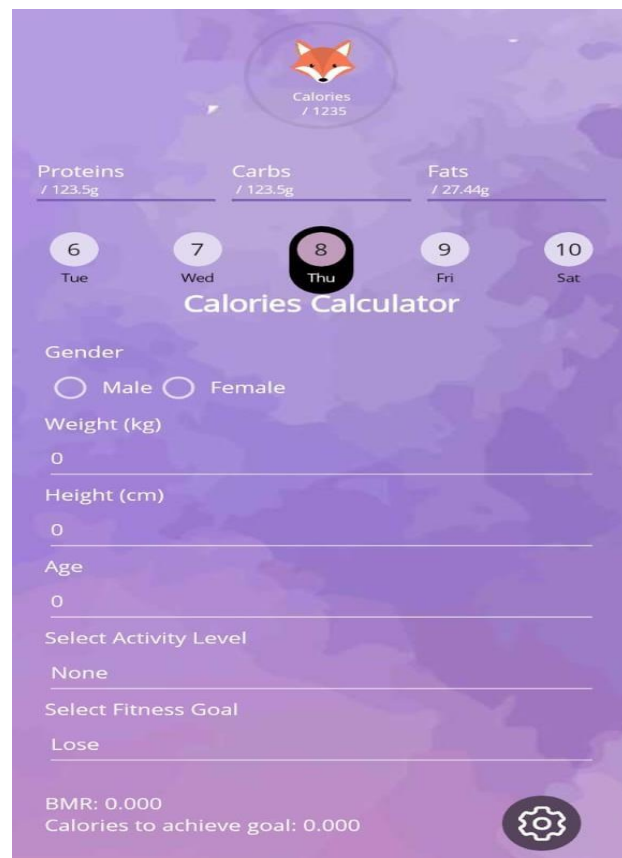 Calories
/ 1235
Proteins Carbs Fats
/ 123.5g / 123.5g / 27.44g
6 7 8 9 10
Tue Wed Thu Fri Sat
Calories Calculator
Gender
Male Female
Weight (kg)
0
Height (cm)
0
Age
0
Select Activity Level
None
Select Fitness Goal
Lose
BMR: 0.000
Calories to achieve goal: 0.000